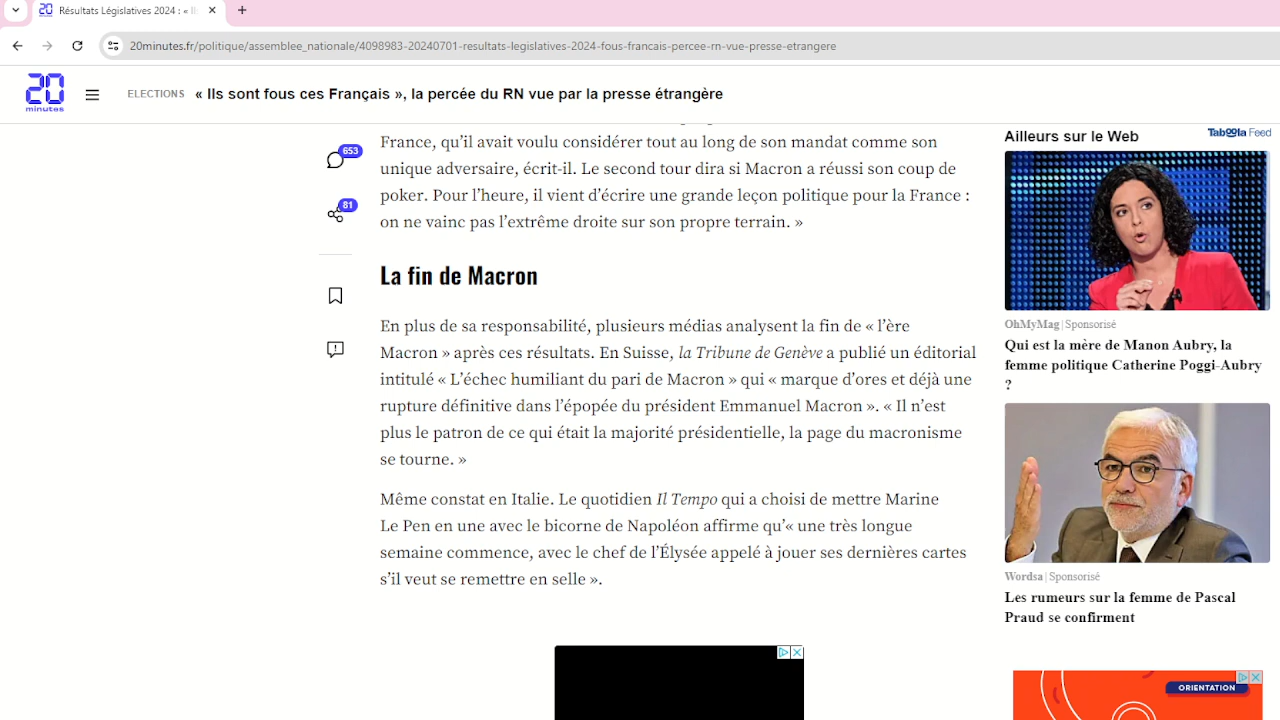 20
Résultats Législatives 2024 : « Il
20minutes.fr/politique/assemblee_nationale/4098983-20240701-resultats-legislatives-2024-fous-francais-percee-rn-vue-presse-etrangere
20
minutes
ELECTIONS « Ils sont fous ces Français », la percée du RN vue par la presse étrangère
653
81
France, qu’il avait voulu considérer tout au long de son mandat comme son
unique adversaire, écrit-il. Le second tour dira si Macron a réussi son coup de
poker. Pour l’heure, il vient d’écrire une grande leçon politique pour la France :
on ne vainc pas l’extrême droite sur son propre terrain. »
La fin de Macron
En plus de sa responsabilité, plusieurs médias analysent la fin de « l’ère
Macron » après ces résultats. En Suisse, la Tribune de Genève a publié un éditorial
intitulé « L’échec humiliant du pari de Macron » qui « marque d’ores et déjà une
rupture définitive dans l’épopée du président Emmanuel Macron ». « Il n’est
plus le patron de ce qui était la majorité présidentielle, la page du macronisme
se tourne. »
Même constat en Italie. Le quotidien Il Tempo qui a choisi de mettre Marine
Le Pen en une avec le bicorne de Napoléon affirme qu’« une très longue
semaine commence, avec le chef de l’Élysée appelé à jouer ses dernières cartes
s’il veut se remettre en selle ».
Ailleurs sur le Web
Taboola Feed
OhMyMag | Sponsorisé
Qui est la mère de Manon Aubry, la
femme politique Catherine Poggi-Aubry
?
Wordsa | Sponsorisé
Les rumeurs sur la femme de Pascal
Praud se confirment
ORIENTATION